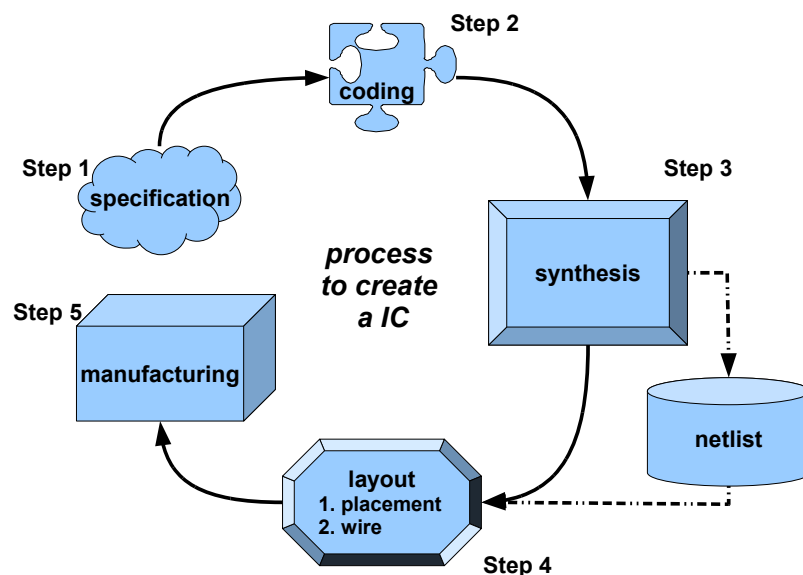 Step 1
specification
Step 2
coding
Step 3
synthesis
netlist
Step 4
layout
1. placement
2. wire
Step 5
manufacturing
process
to create
a IC